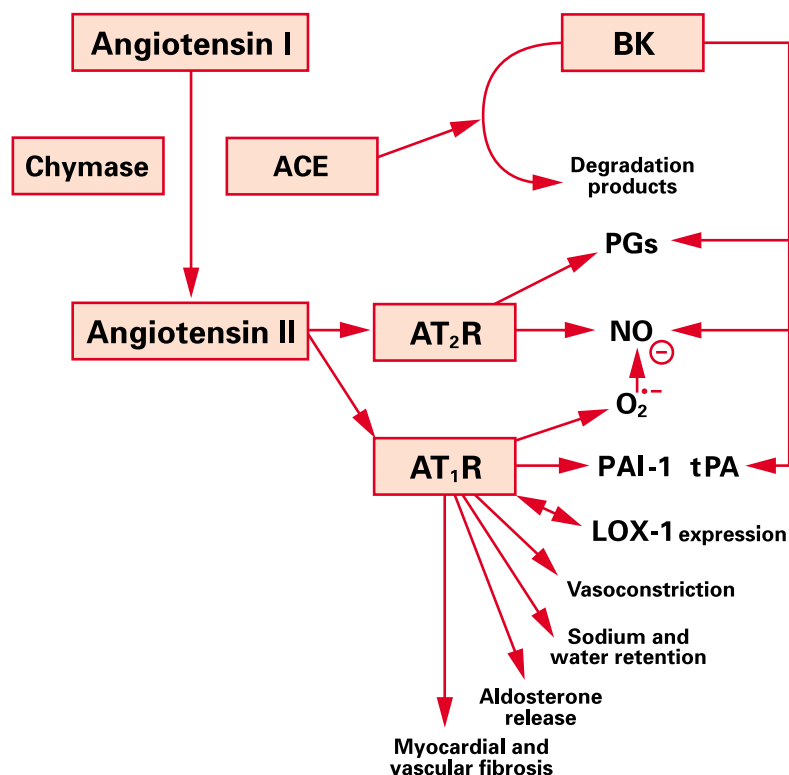 Angiotensin I
BK
Chymase
ACE
Degradation
products
PGs
Angiotensin II
AT₂R
NO
−
O₂•−
AT₁R
PAI-1 tPA
LOX-1 expression
Vasoconstriction
Sodium and
water retention
Aldosterone
release
Myocardial and
vascular fibrosis